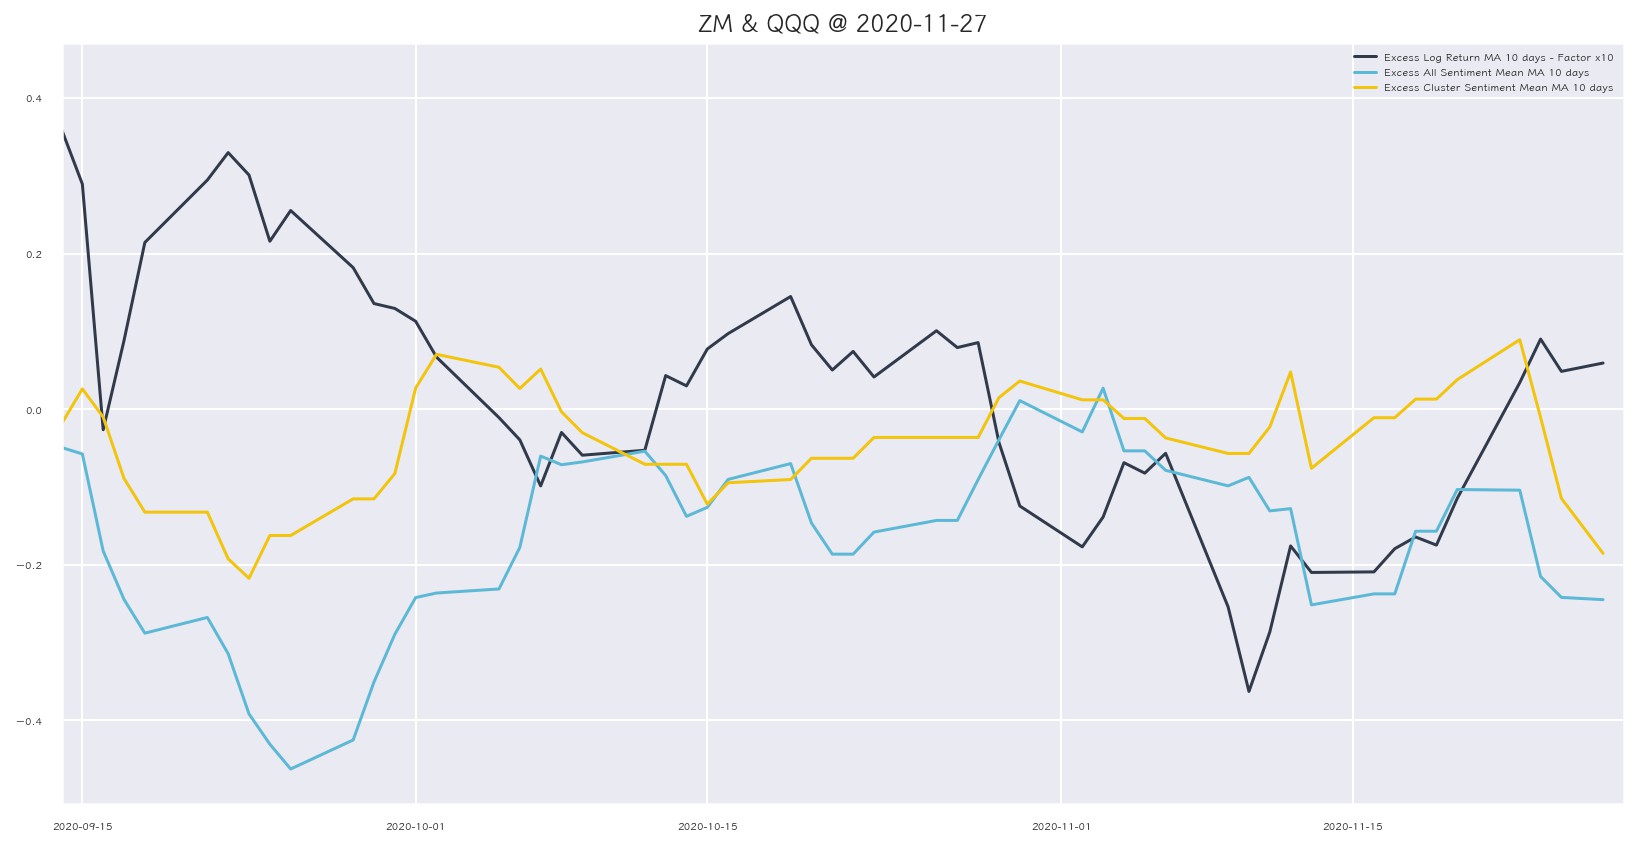 ZM & QQQ @ 2020-11-27
Excess Log Return MA 10 days - Factor x10
Excess All Sentiment Mean MA 10 days
Excess Cluster Sentiment Mean MA 10 days
0.4
0.2
0.0
−0.2
−0.4
2020-09-15
2020-10-01
2020-10-15
2020-11-01
2020-11-15